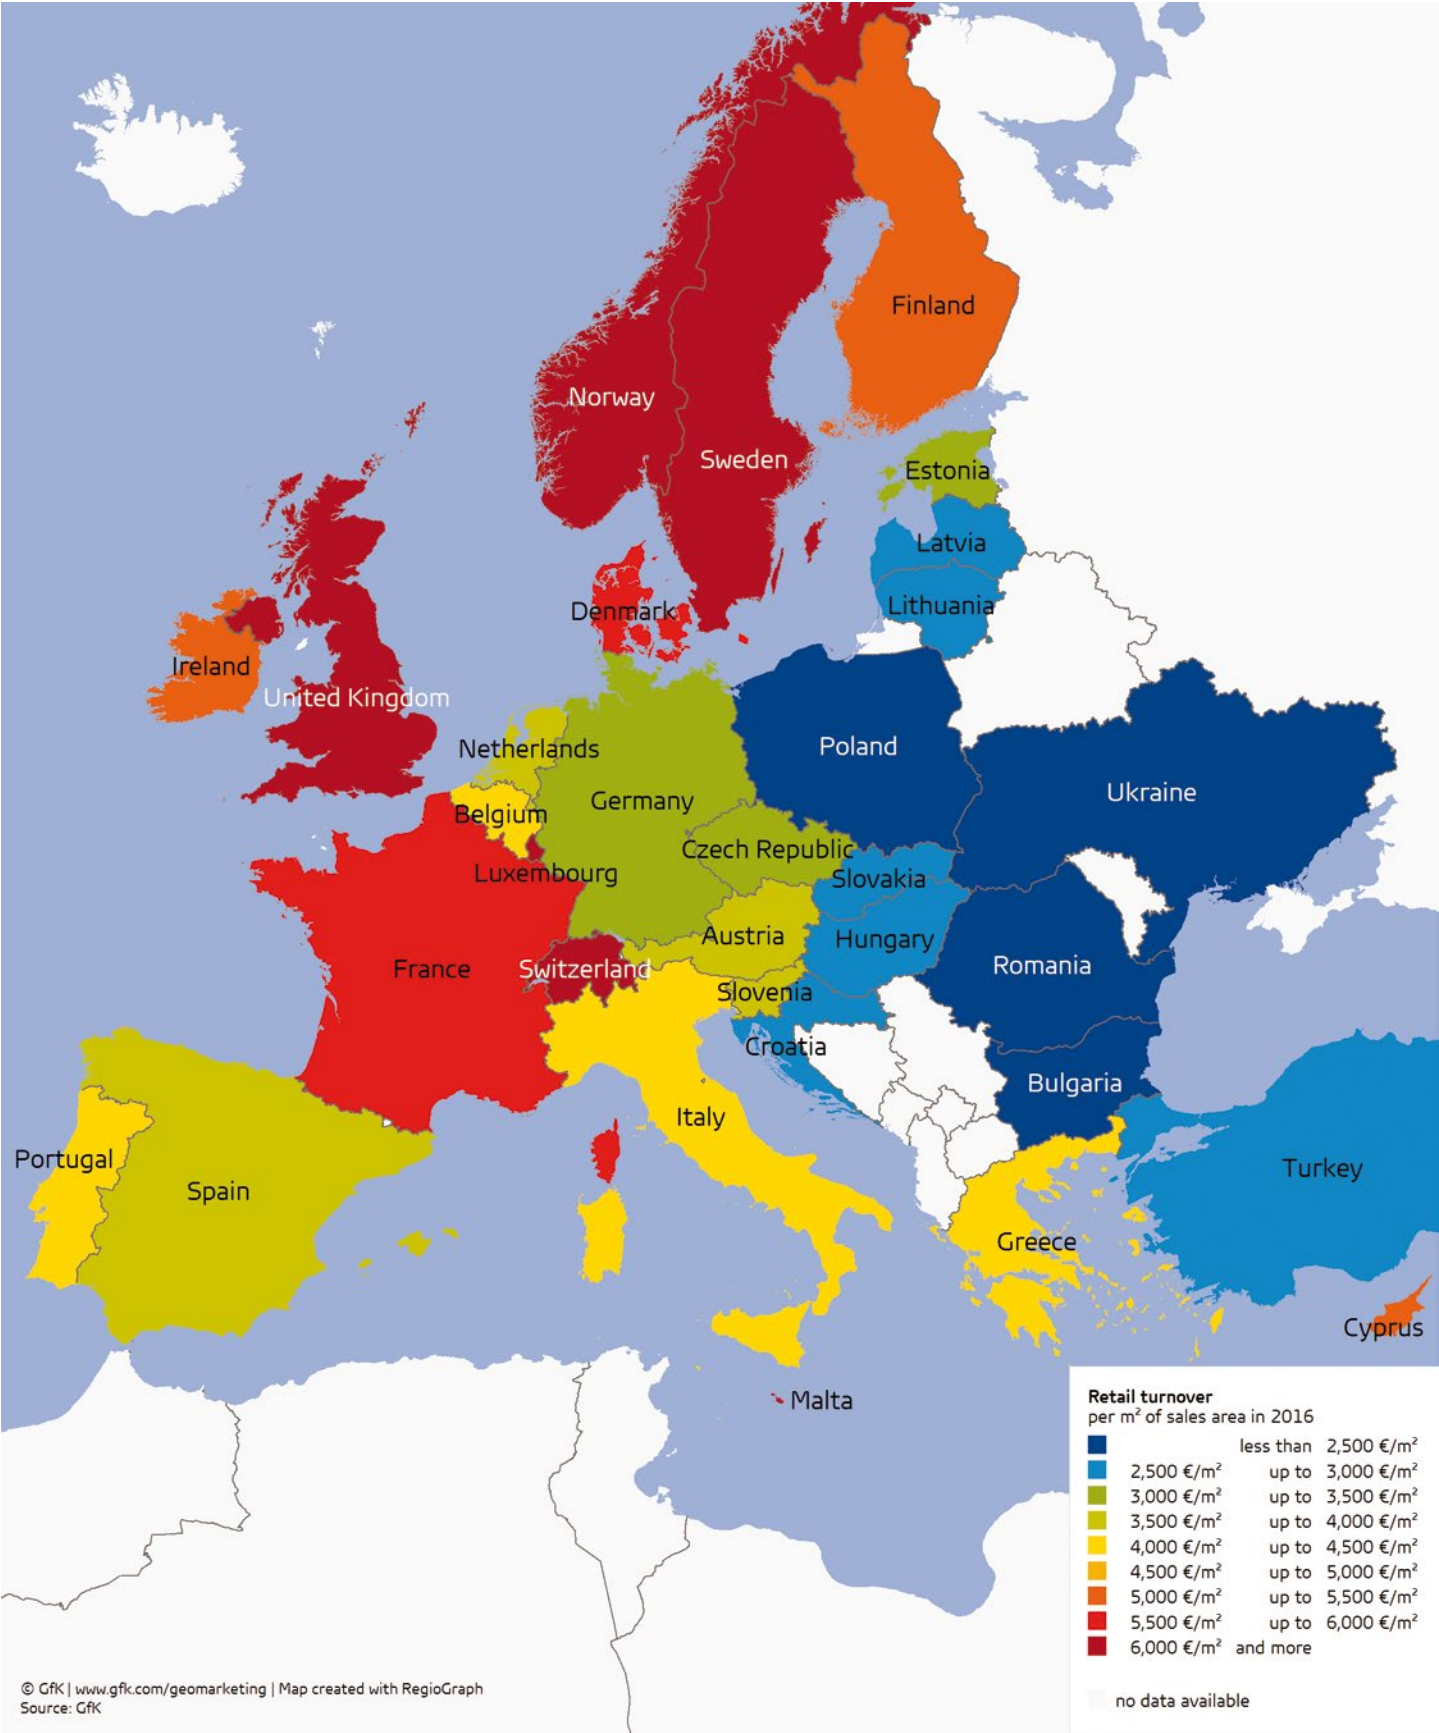 Finland
Norway
Sweden
Estonia
Latvia
Lithuania
Denmark
Ireland
United Kingdom
Netherlands
Poland
Ukraine
Germany
Belgium
Czech Republic
Luxembourg
Slovakia
Austria
Hungary
France
Switzerland
Romania
Slovenia
Croatia
Bulgaria
Italy
Portugal
Spain
Turkey
Greece
Cyprus
Malta
Retail turnover
per m² of sales area in 2016
less than 2,500 €/m²
2,500 €/m² up to 3,000 €/m²
3,000 €/m² up to 3,500 €/m²
3,500 €/m² up to 4,000 €/m²
4,000 €/m² up to 4,500 €/m²
4,500 €/m² up to 5,000 €/m²
5,000 €/m² up to 5,500 €/m²
5,500 €/m² up to 6,000 €/m²
6,000 €/m² and more
no data available
© GfK | www.gfk.com/geomarketing | Map created with RegioGraph
Source: GfK